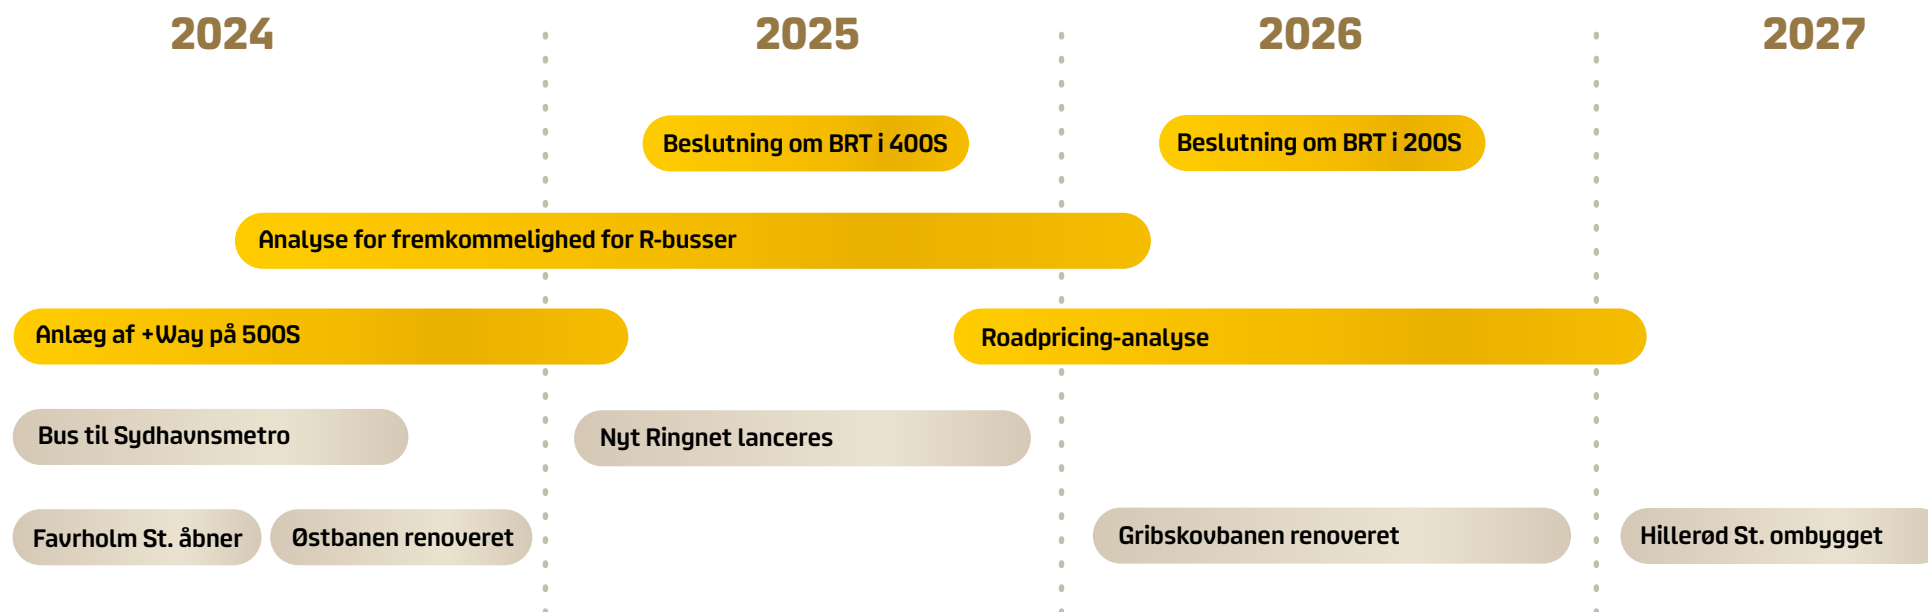 2024
2025
2026
2027
Beslutning om BRT i 400S
Beslutning om BRT i 200S
Analyse for fremkommelighed for R-busser
Anlæg af +Way på 500S
Roadpricing-analyse
Bus til Sydhavnsmetro
Nyt Ringnet lanceres
Favrholm St. åbner
Østbanen renoveret
Gribskovbanen renoveret
Hillerød St. ombygget